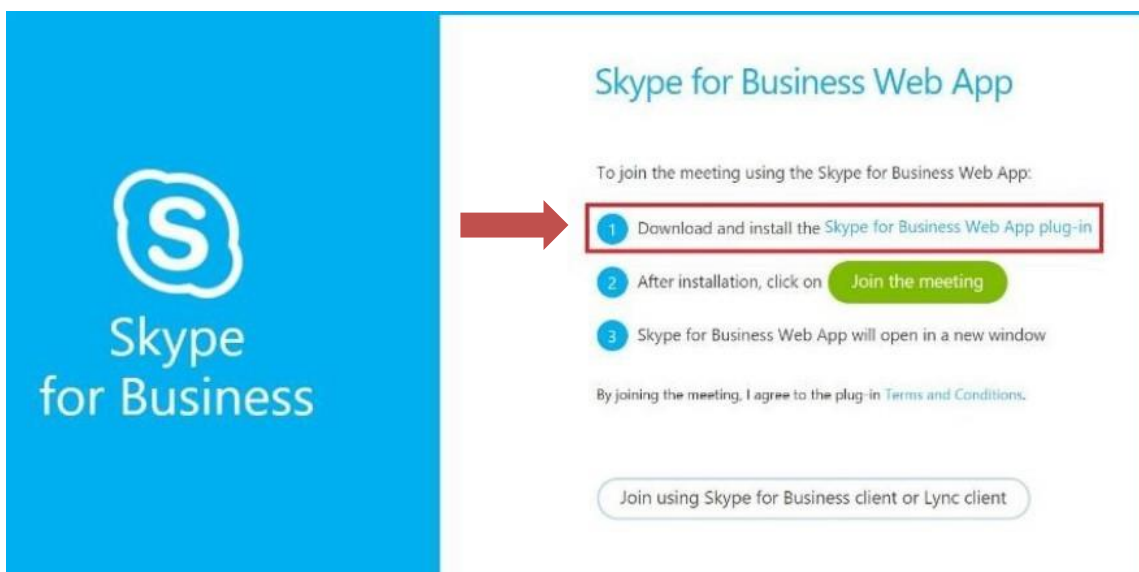 S
Skype
for Business
Skype for Business Web App
To join the meeting using the Skype for Business Web App:
1 Download and install the Skype for Business Web App plug-in
2 After installation, click on Join the meeting
3 Skype for Business Web App will open in a new window
By joining the meeting, I agree to the plug-in Terms and Conditions.
Join using Skype for Business client or Lync client